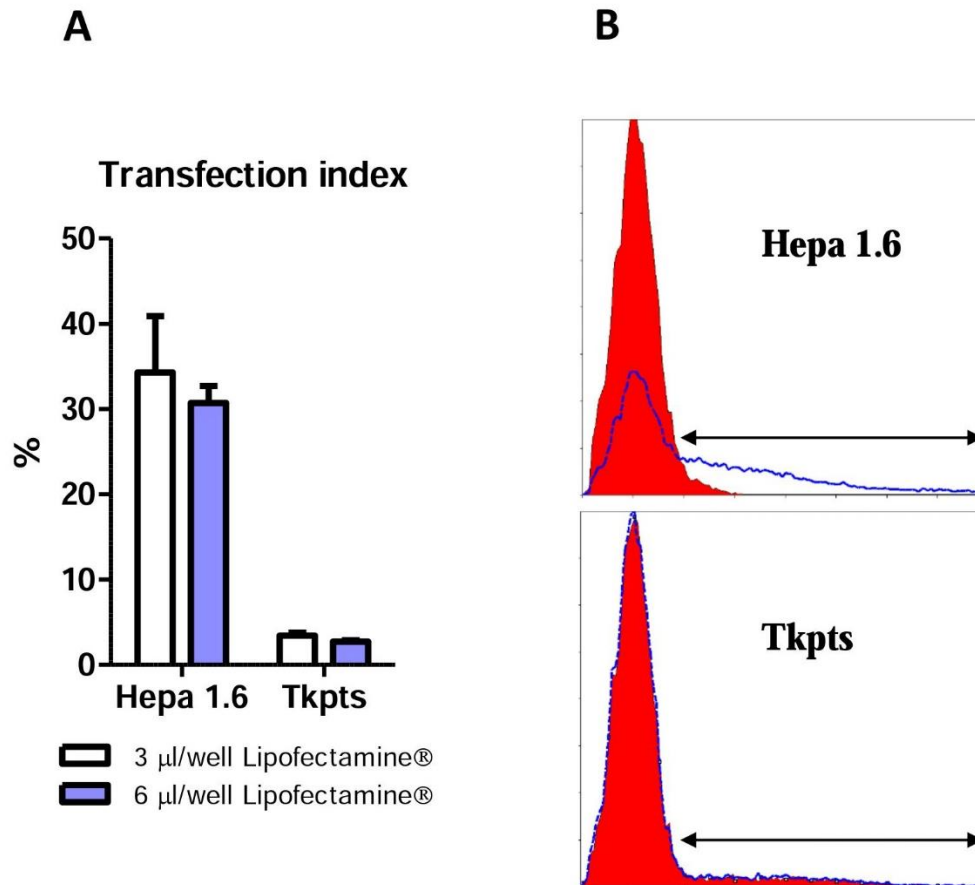 A
B
Transfection index
50
40
30
20
10
0
%
Hepa 1.6 Tkpts
3 µl/well Lipofectamine®
6 µl/well Lipofectamine®
Hepa 1.6
Tkpts